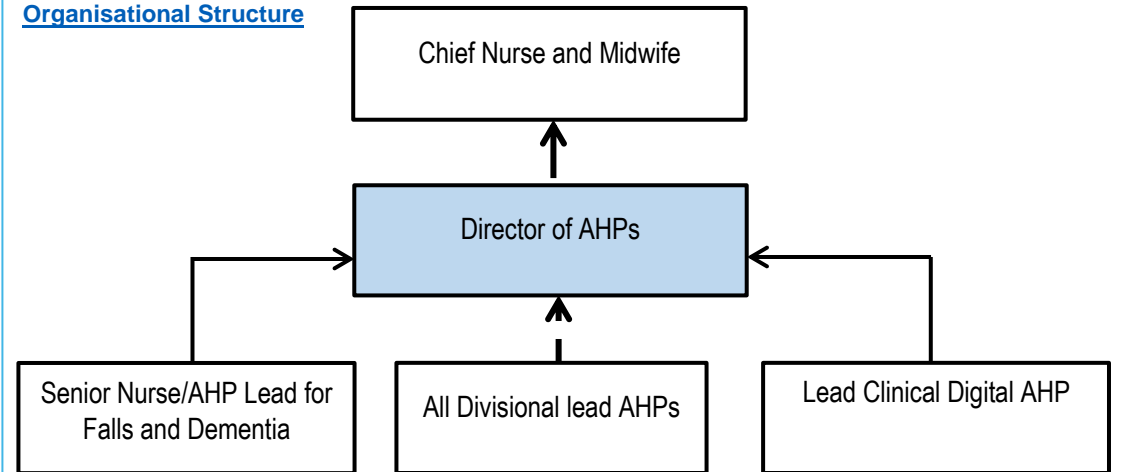 Organisational Structure
Chief Nurse and Midwife
Director of AHPs
Senior Nurse/AHP Lead for
Falls and Dementia
All Divisional lead AHPs
Lead Clinical Digital AHP